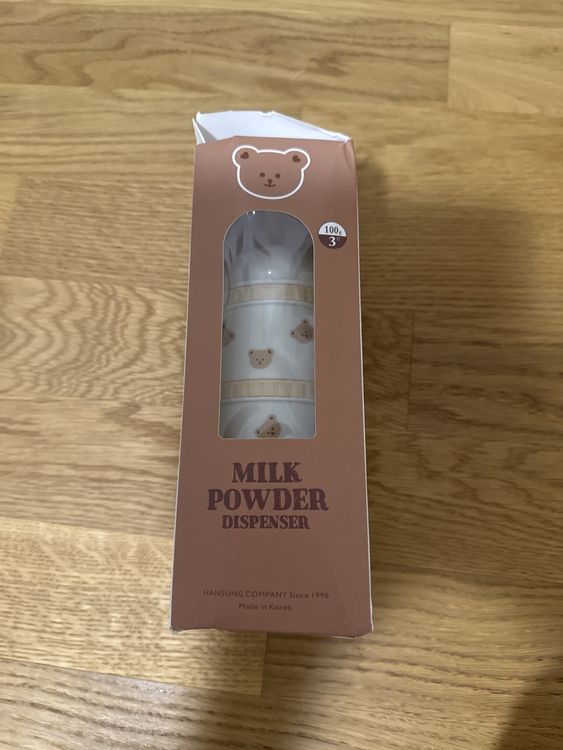 100g
3
MILK
POWDER
DISPENSER
HANSUNG COMPANY Since 1996
Made in Korea